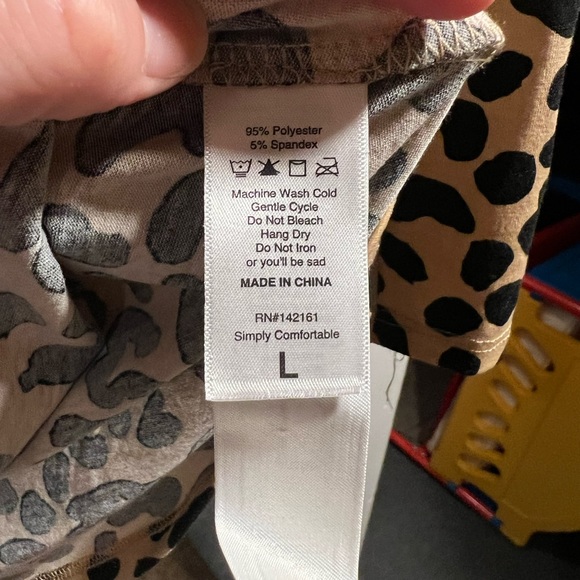 95% Polyester
5% Spandex
Machine Wash Cold
Gentle Cycle
Do Not Bleach
Hang Dry
Do Not Iron
or you'll be sad
MADE IN CHINA
RN#142161
Simply Comfortable
L